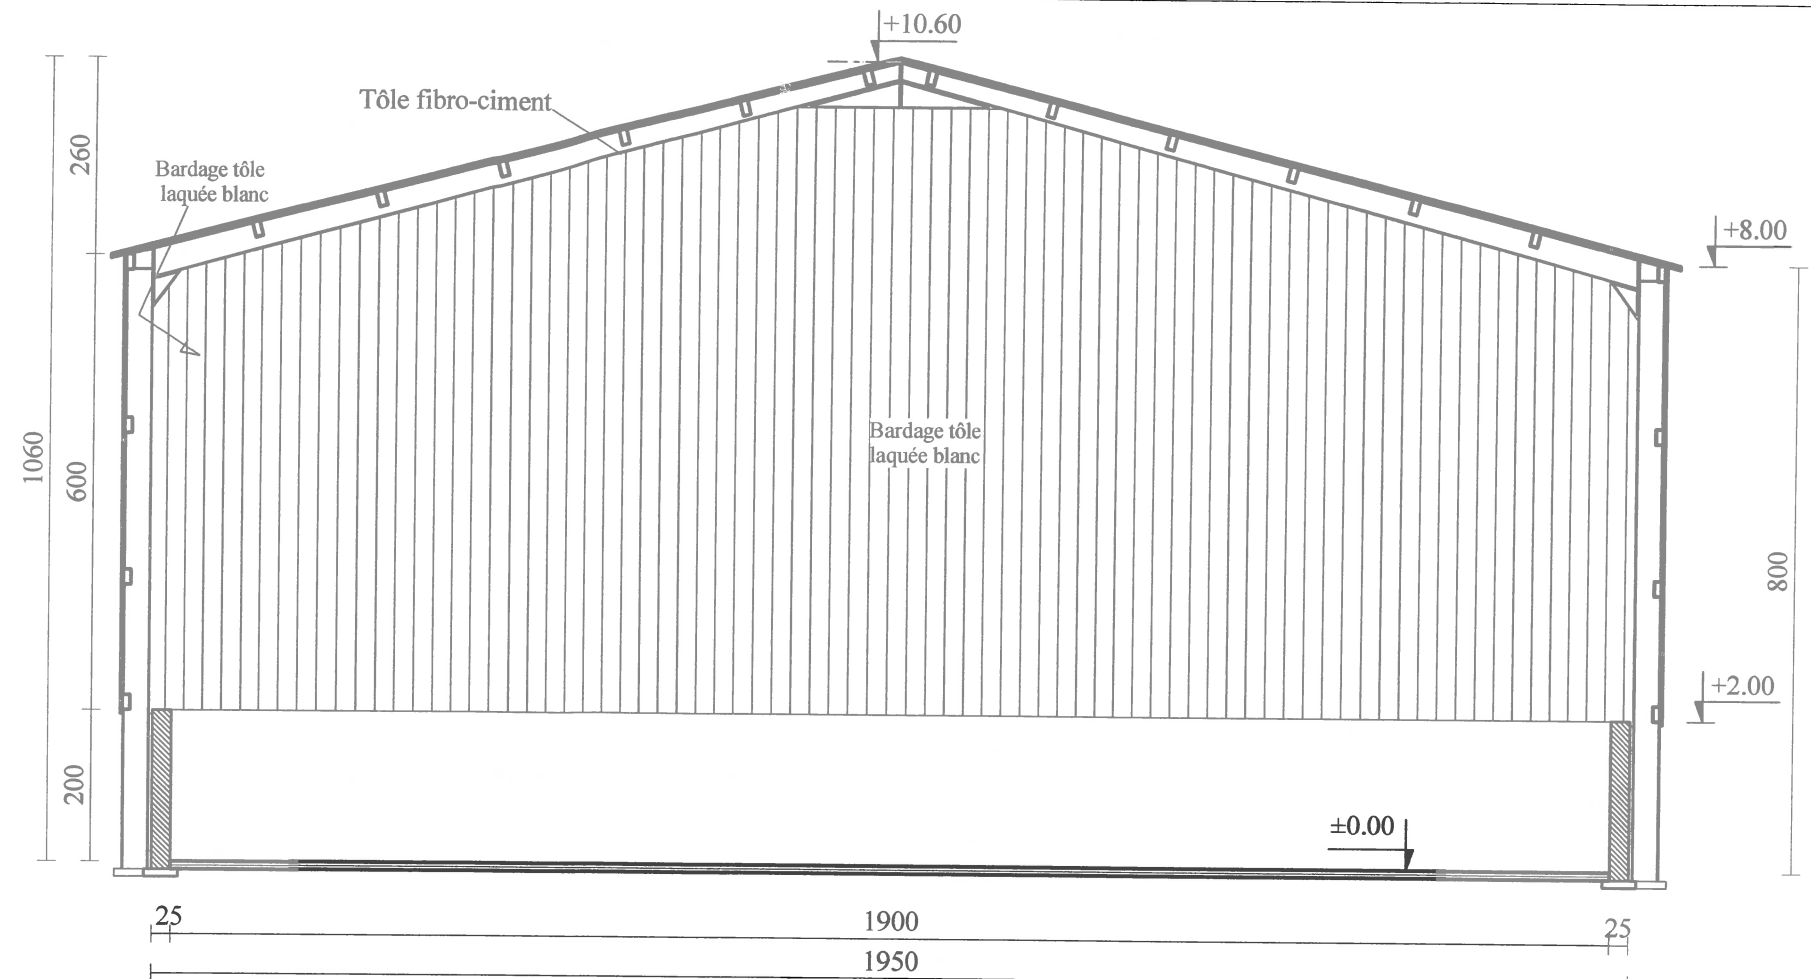 +10.60
Tôle fibro-ciment
Bardage tôle
laquée blanc
260
+8.00
Bardage tôle
laquée blanc
1060
600
800
+2.00
200
±0.00
25
1900
25
1950